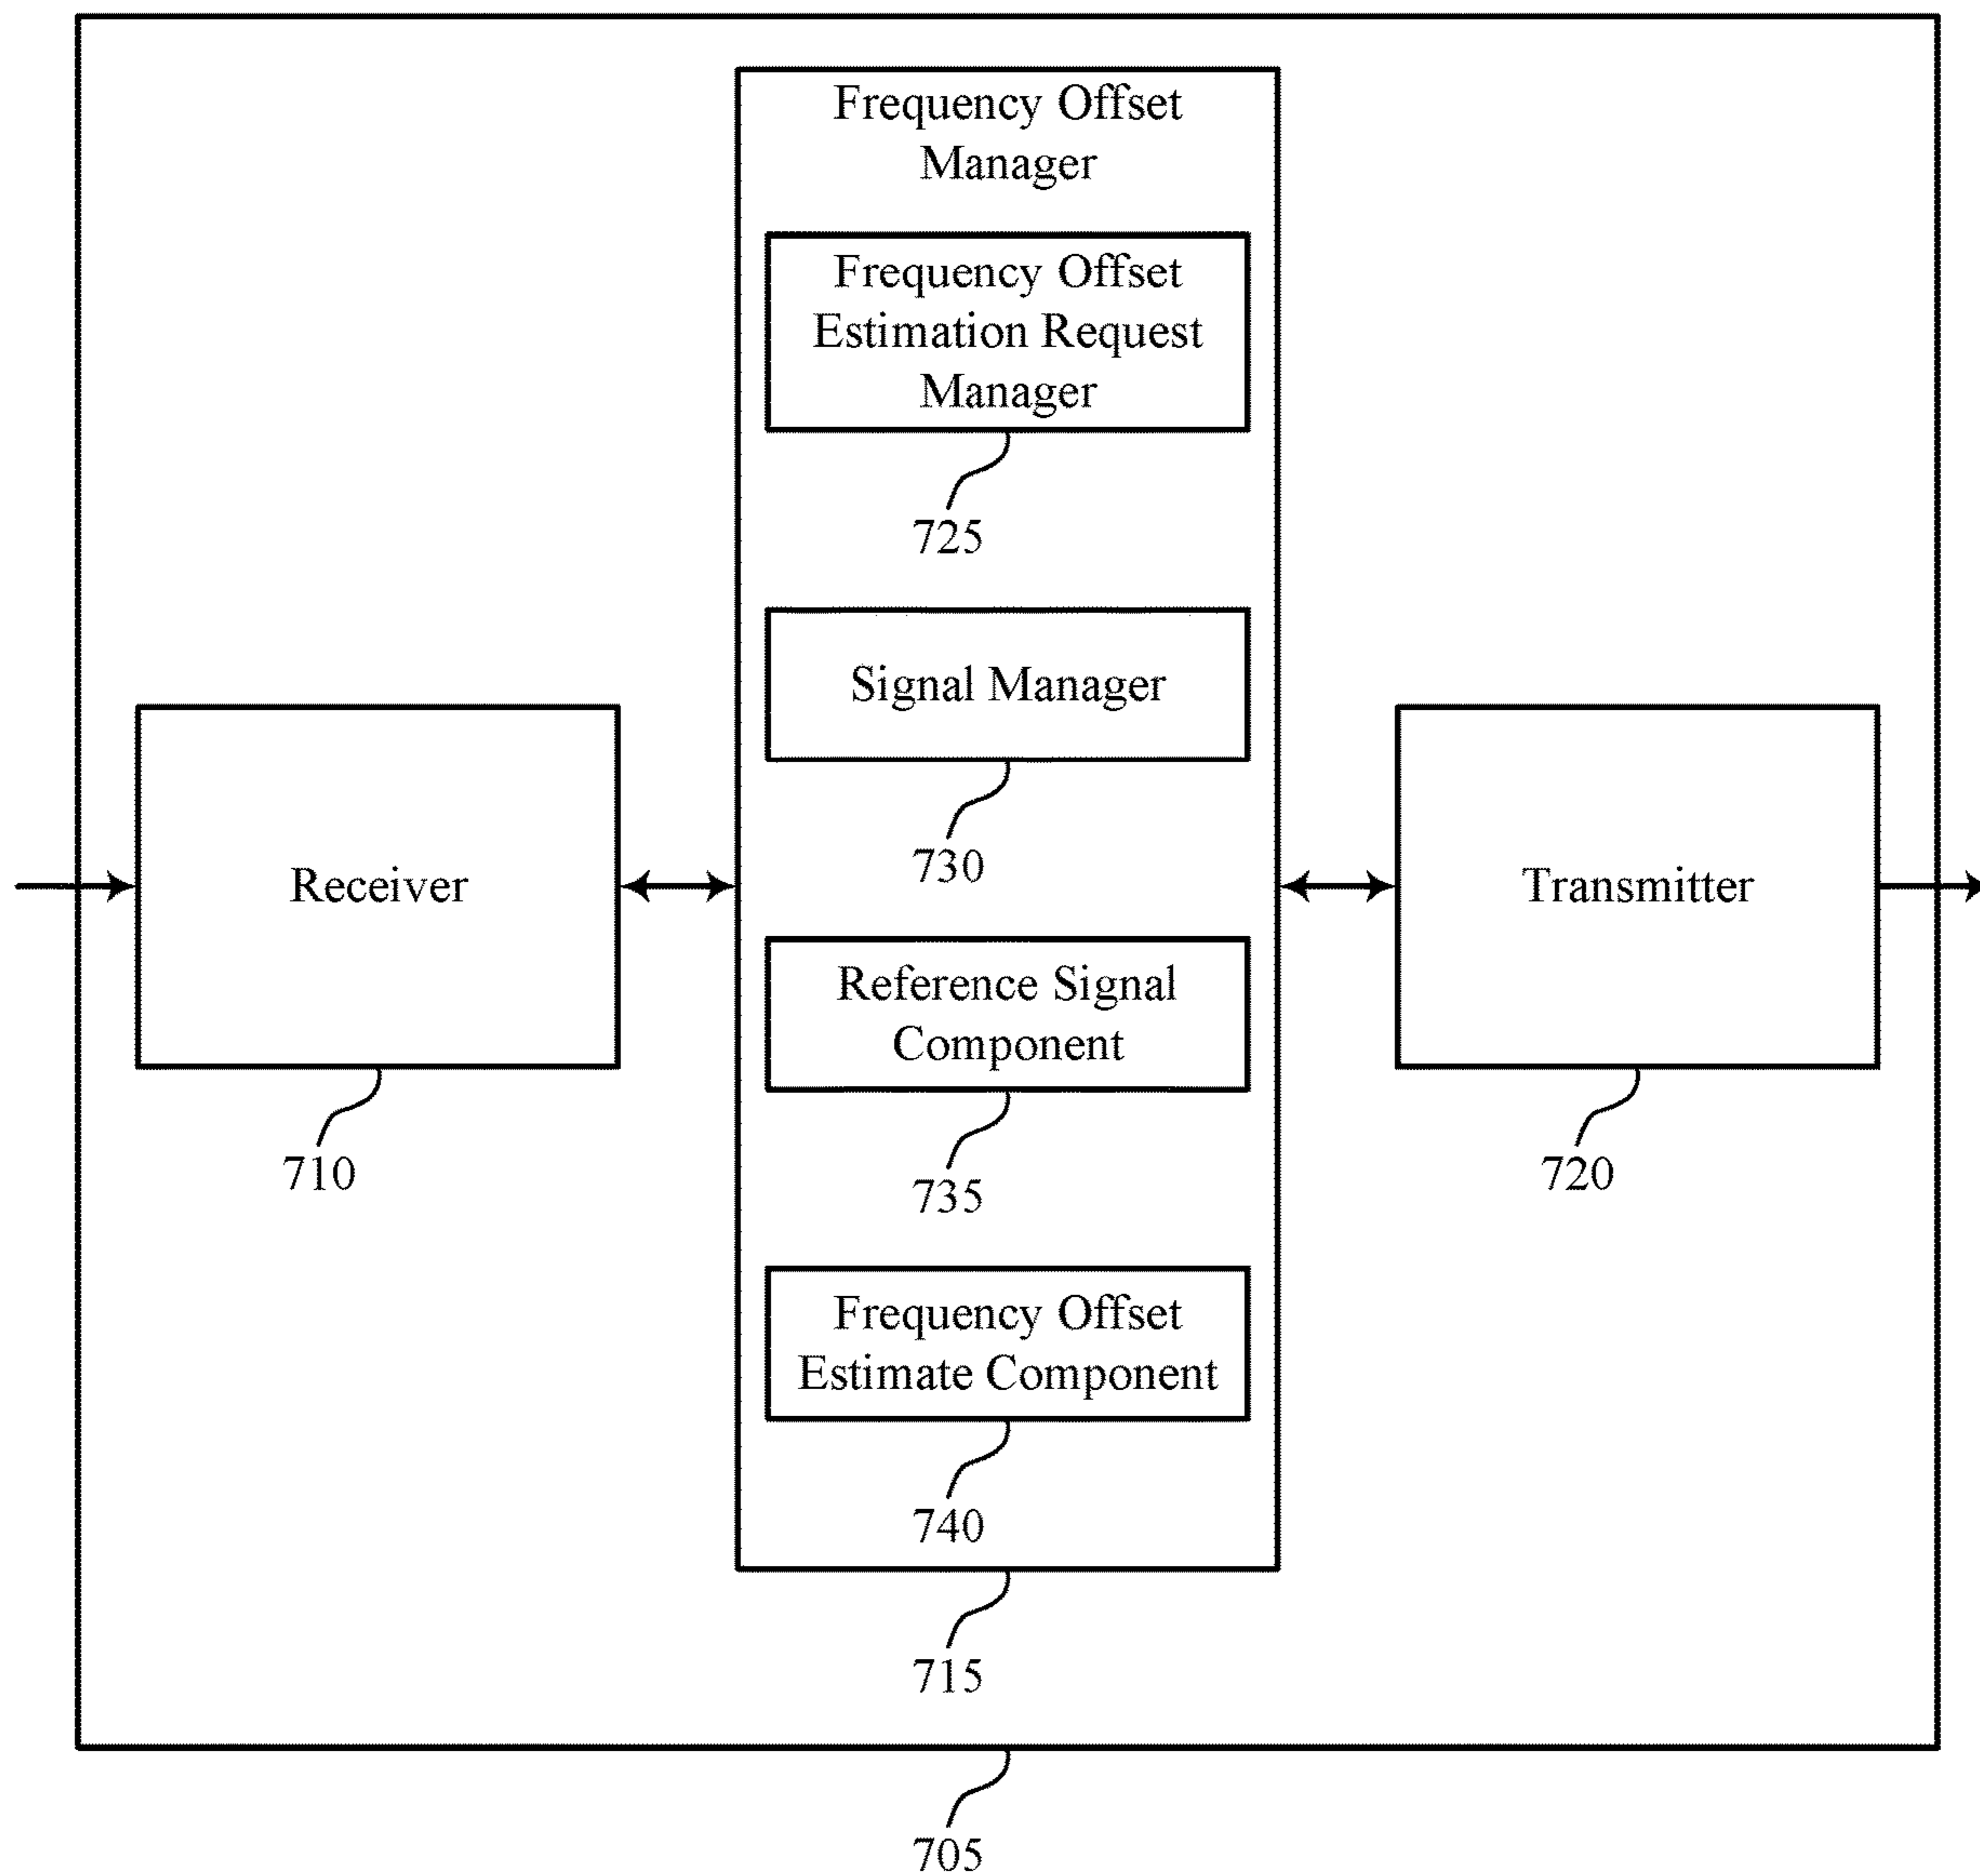 Frequency Offset
Manager
Frequency Offset
Estimation Request
Manager
725
Signal Manager
730
Receiver
710
Reference Signal
Component
735
Transmitter
720
Frequency Offset
Estimate Component
740
715
705